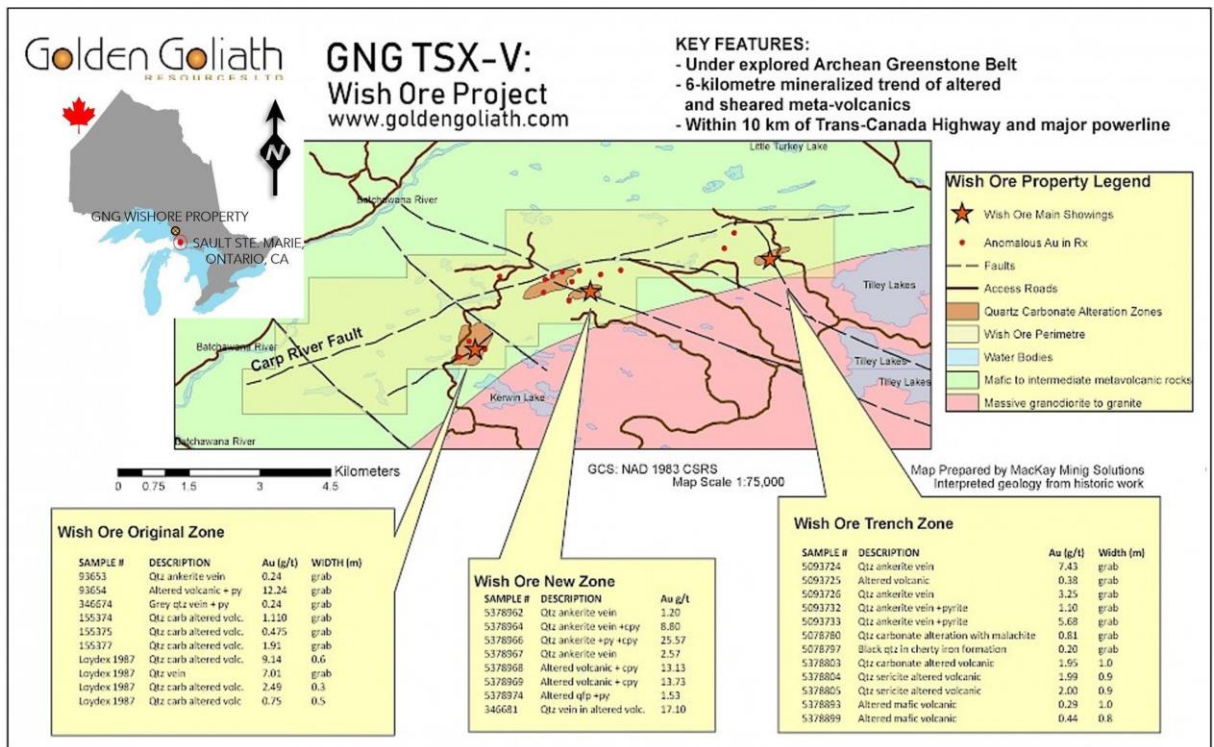 Golden Goliath
RESOURCES LTD
GNG TSX-V:
Wish Ore Project
www.goldengoliath.com
KEY FEATURES:
- Under explored Archean Greenstone Belt
- 6-kilometre mineralized trend of altered
and sheared meta-volcanics
- Within 10 km of Trans-Canada Highway and major powerline
N
GNG WISHORE PROPERTY
SAULT STE. MARIE,
ONTARIO, CA
Little Turkey Lake
Batchawana River
Tilley Lakes
Batchawana River
Carp River Fault
Tilley Lakes
Tilley Lakes
Kerwin Lake
Batchawana River
Wish Ore Property Legend
Wish Ore Main Showings
Anomalous Au in Rx
Faults
Access Roads
Quartz Carbonate Alteration Zones
Wish Ore Perimetre
Water Bodies
Mafic to intermediate metavolcanic rocks
Massive granodiorite to granite
Kilometers
0 0.75 1.5 3 4.5
GCS: NAD 1983 CSRS
Map Scale 1:75,000
Map Prepared by MacKay Minig Solutions
Interpreted geology from historic work
Wish Ore Original Zone
SAMPLE # DESCRIPTION Au (g/t) WIDTH (m)
93653 Qtz ankerite vein 0.24 grab
93654 Altered volcanic + py 12.24 grab
346674 Grey qtz vein + py 0.24 grab
155374 Qtz carb altered volc. 1.110 grab
155375 Qtz carb altered volc. 0.475 grab
155377 Qtz carb altered volc. 1.91 grab
Loydex 1987 Qtz carb altered volc. 9.14 0.6
Loydex 1987 Qtz vein 7.01 grab
Loydex 1987 Qtz carb altered volc. 2.49 0.3
Loydex 1987 Qtz carb altered volc 0.75 0.5
Wish Ore New Zone
SAMPLE # DESCRIPTION Au g/t
5378962 Qtz ankerite vein 1.20
5378964 Qtz ankerite vein +cpy 8.80
5378966 Qtz ankerite +py +cpy 25.57
5378967 Qtz ankerite vein 2.57
5378968 Altered volcanic + cpy 13.13
5378969 Altered volcanic + cpy 13.73
5378974 Altered qfp +py 1.53
346681 Qtz vein in altered volc. 17.10
Wish Ore Trench Zone
SAMPLE # DESCRIPTION Au (g/t) Width (m)
5093724 Qtz ankerite vein 7.43 grab
5093725 Altered volcanic 0.38 grab
5093726 Qtz ankerite vein 3.25 grab
5093732 Qtz ankerite vein +pyrite 1.10 grab
5093733 Qtz ankerite vein +pyrite 5.68 grab
5078780 Qtz carbonate alteration with malachite 0.81 grab
5078797 Black qtz in cherty iron formation 0.20 grab
5378803 Qtz carbonate altered volcanic 1.95 1.0
5378804 Qtz sericite altered volcanic 1.99 0.9
5378805 Qtz sericite altered volcanic 2.00 0.9
5378893 Altered mafic volcanic 0.29 1.0
5378899 Altered mafic volcanic 0.44 0.8